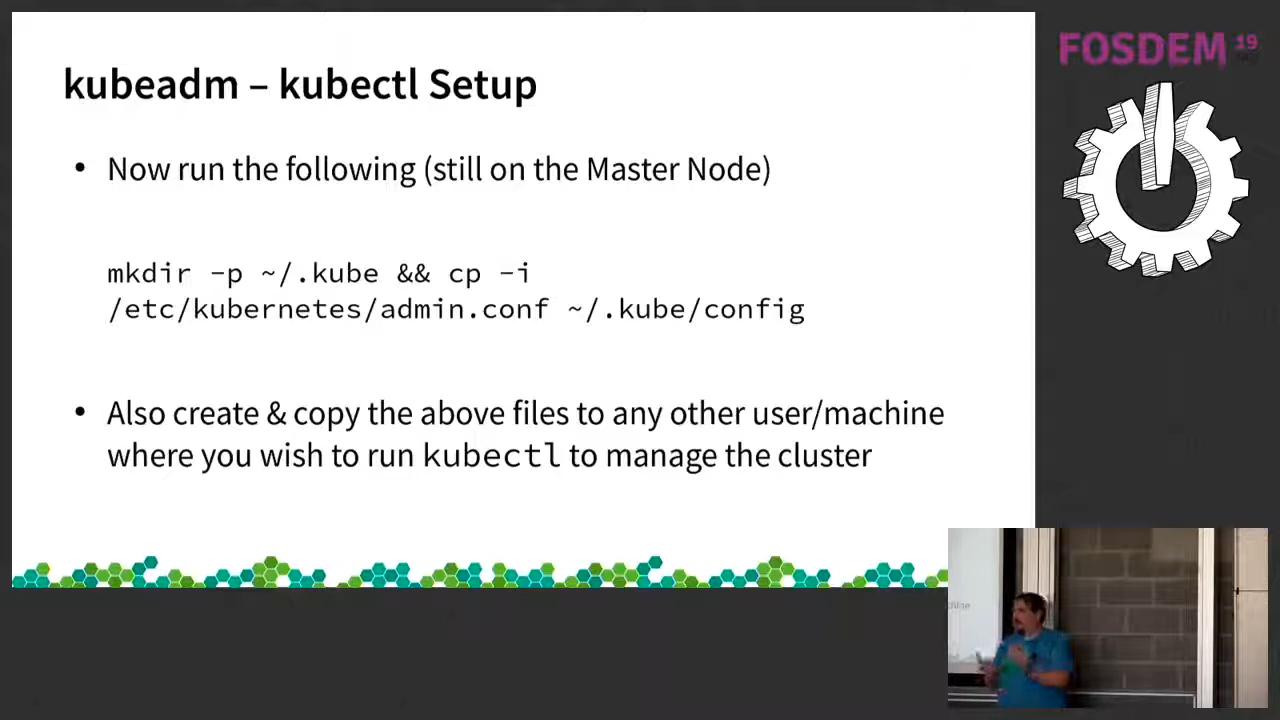 kubeadm – kubectl Setup
• Now run the following (still on the Master Node)
mkdir -p ~/.kube && cp -i
/etc/kubernetes/admin.conf ~/.kube/config
• Also create & copy the above files to any other user/machine
where you wish to run kubectl to manage the cluster
FOSDEM 19